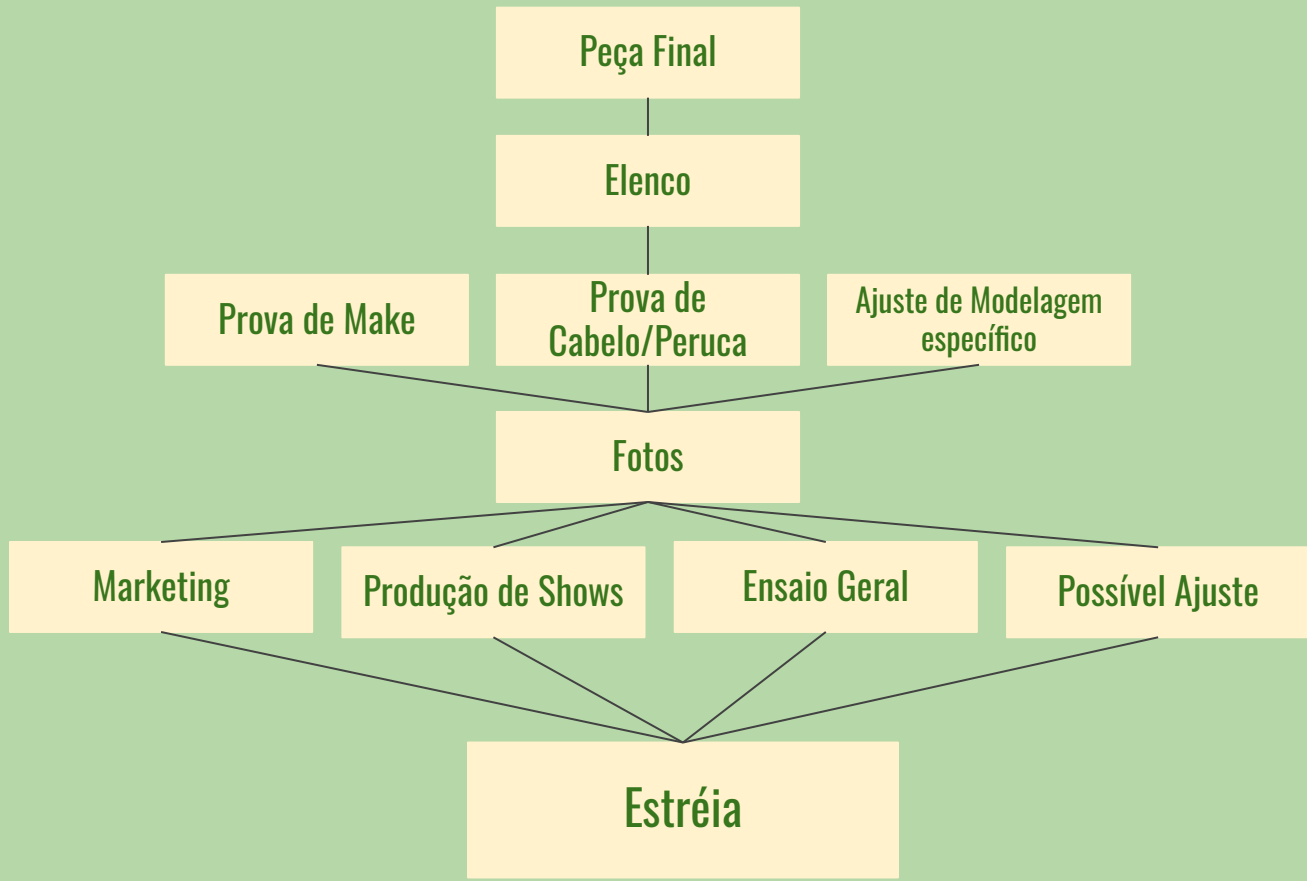 Peça Final
Elenco
Prova de Make
Prova de
Cabelo/Peruca
Ajuste de Modelagem
específico
Fotos
Marketing
Produção de Shows
Ensaio Geral
Possível Ajuste
Estréia